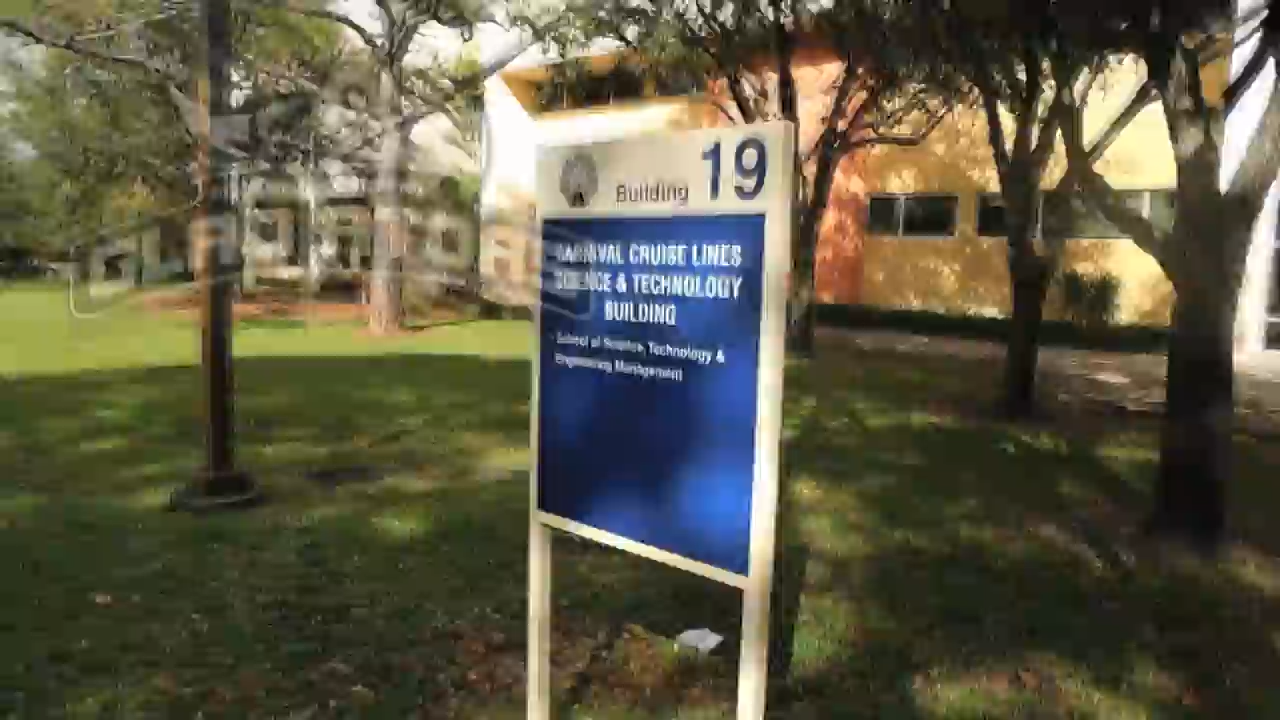 Building 19
CARNIVAL CRUISE LINES
SCIENCE & TECHNOLOGY
BUILDING
School of Science, Technology &
Engineering Management